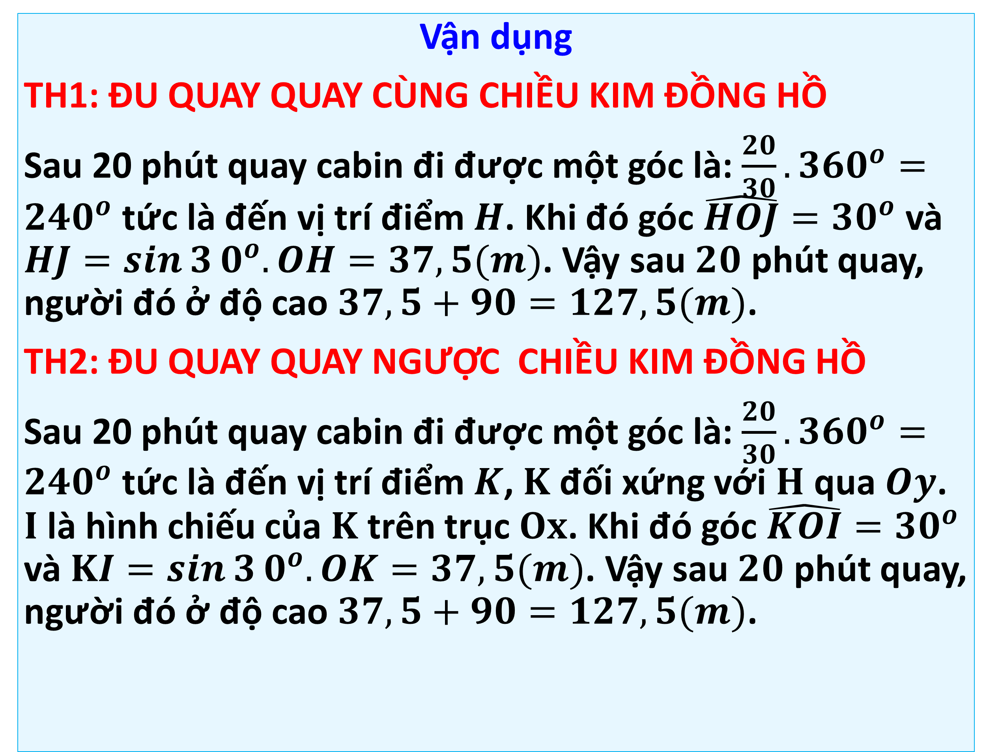 Vận dụng
TH1: ĐU QUAY QUAY CÙNG CHIỀU KIM ĐỒNG HỒ
Sau 20 phút quay cabin đi được một góc là: 20/30 . 360° =
240° tức là đến vị trí điểm H. Khi đó góc \widehat{HOJ} = 30° và
HJ = sin 3 0°. OH = 37, 5(m). Vậy sau 20 phút quay,
người đó ở độ cao 37, 5 + 90 = 127, 5(m).
TH2: ĐU QUAY QUAY NGƯỢC CHIỀU KIM ĐỒNG HỒ
Sau 20 phút quay cabin đi được một góc là: 20/30 . 360° =
240° tức là đến vị trí điểm K, K đối xứng với H qua Oy.
I là hình chiếu của K trên trục Ox. Khi đó góc \widehat{KOI} = 30°
và KI = sin 3 0°. OK = 37, 5(m). Vậy sau 20 phút quay,
người đó ở độ cao 37, 5 + 90 = 127, 5(m).